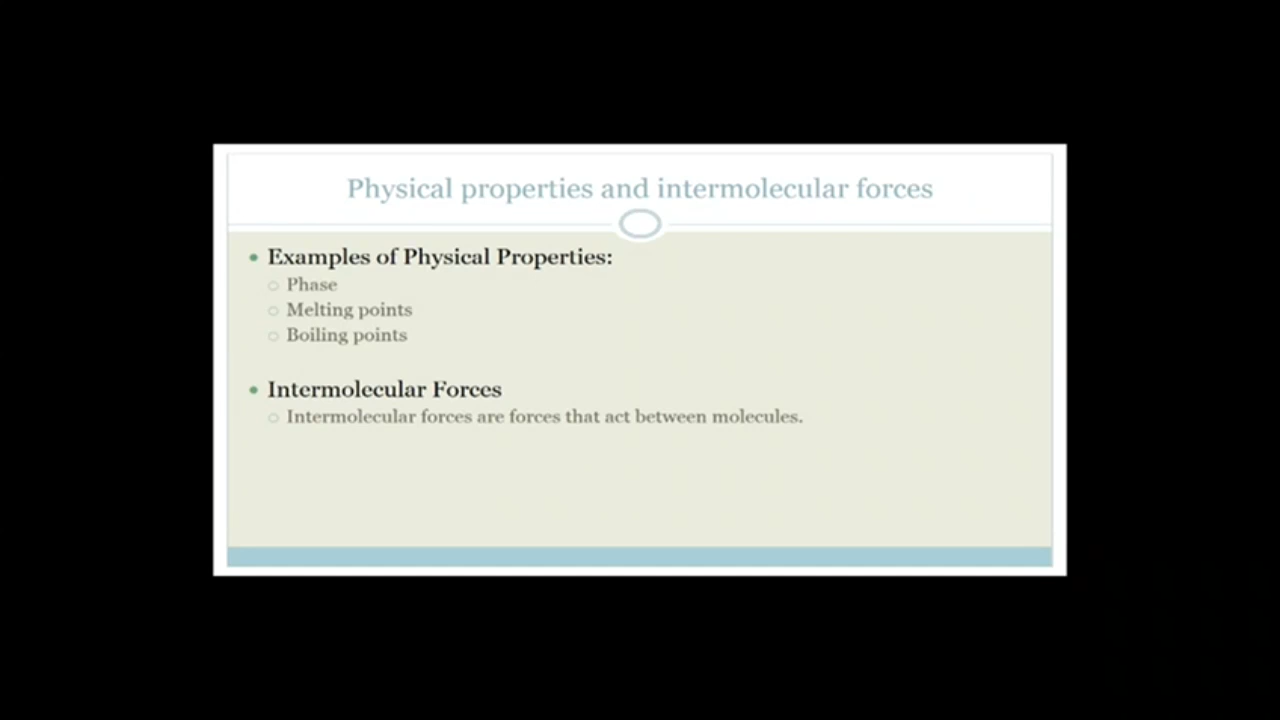 Physical properties and intermolecular forces
Examples of Physical Properties:
Phase
Melting points
Boiling points
Intermolecular Forces
Intermolecular forces are forces that act between molecules.